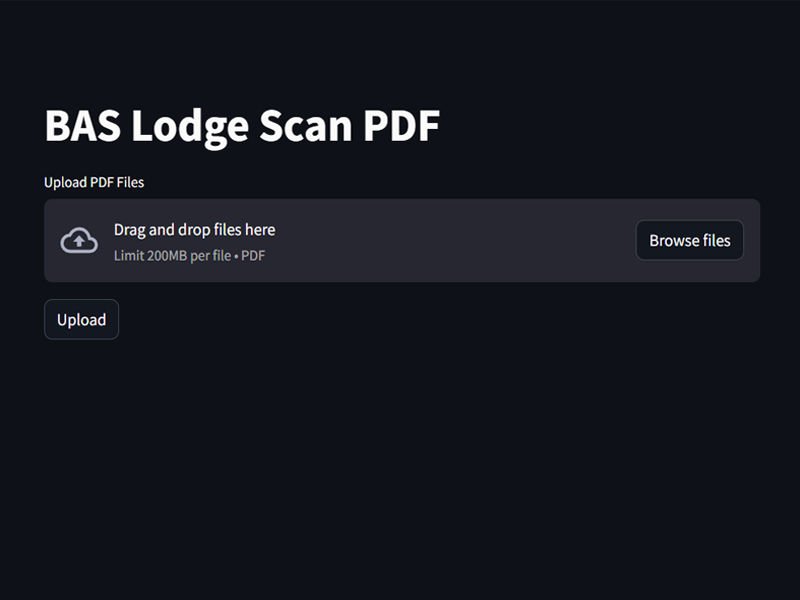 BAS Lodge Scan PDF
Upload PDF Files
Drag and drop files here
Limit 200MB per file • PDF
Browse files
Upload